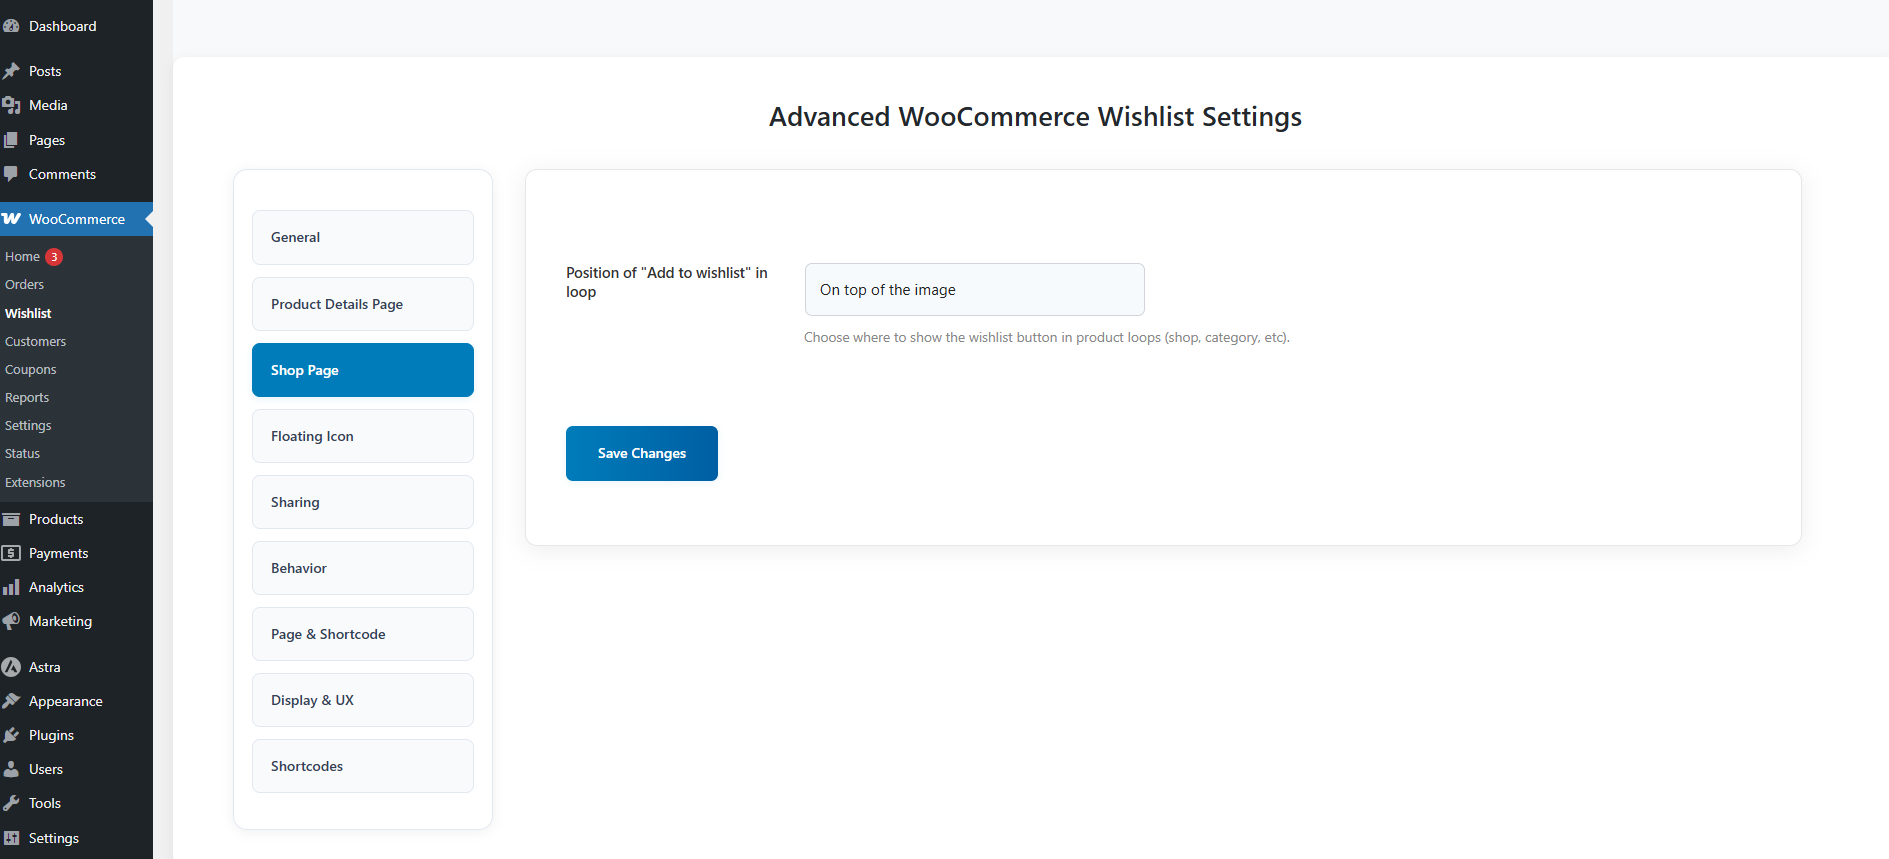 Dashboard
Posts
Media
Pages
Comments
WooCommerce
Home 3
Orders
Wishlist
Customers
Coupons
Reports
Settings
Status
Extensions
Products
Payments
Analytics
Marketing
Astra
Appearance
Plugins
Users
Tools
Settings
Advanced WooCommerce Wishlist Settings
General
Product Details Page
Shop Page
Floating Icon
Sharing
Behavior
Page & Shortcode
Display & UX
Shortcodes
Position of "Add to wishlist" in
loop
On top of the image
Choose where to show the wishlist button in product loops (shop, category, etc).
Save Changes